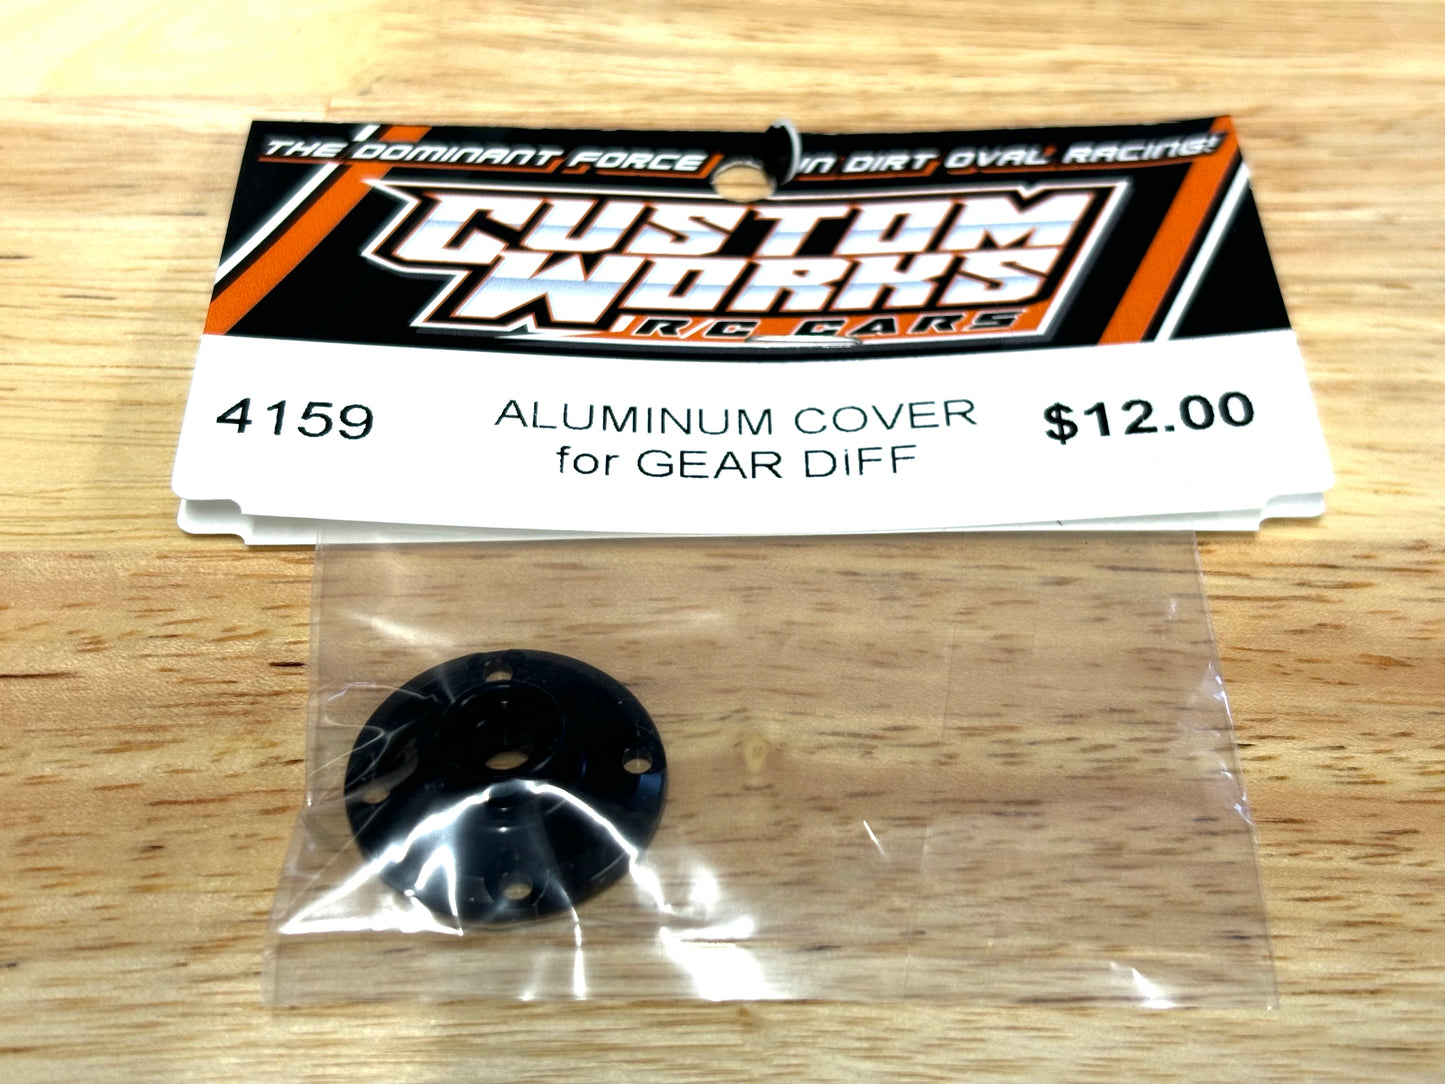 THE DOMINANT FORCE IN DIRT OVAL RACING!
CUSTOM
WORKS
R/C CARS
4159 ALUMINUM COVER $12.00
for GEAR DiFF